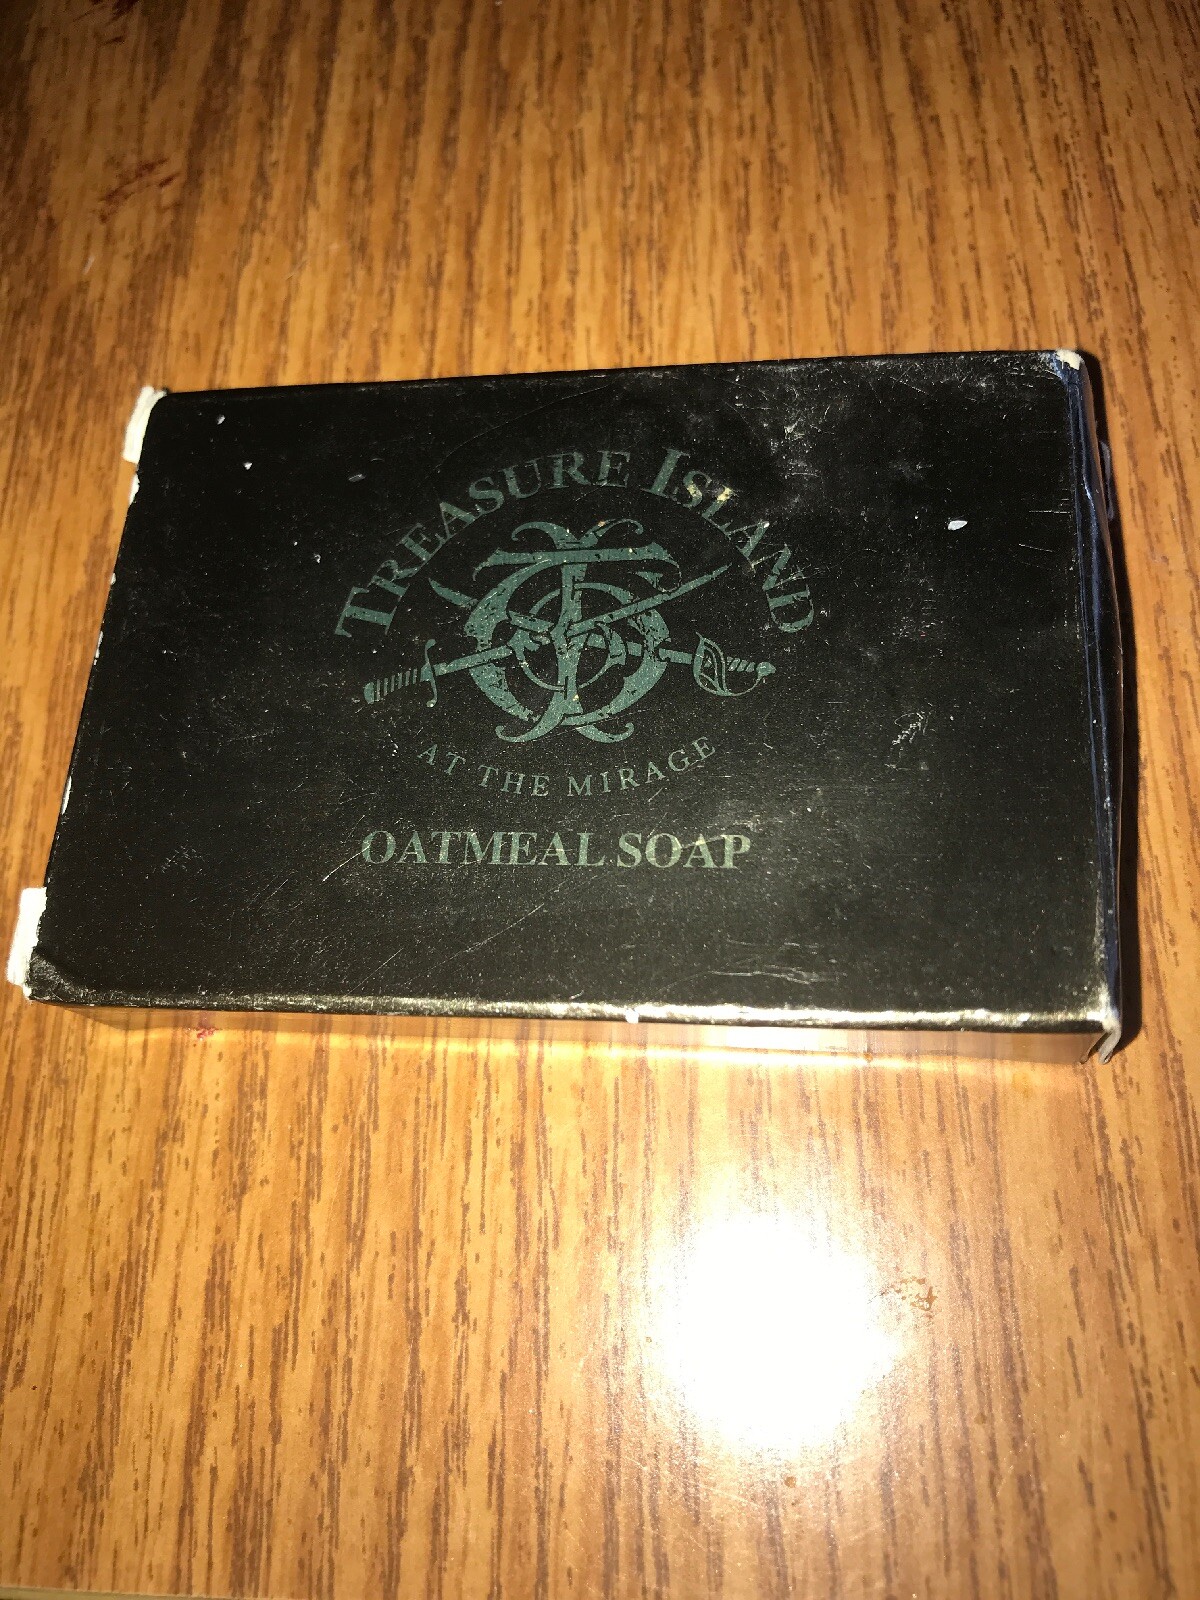 TREASURE ISLAND
AT THE MIRAGE
OATMEAL SOAP